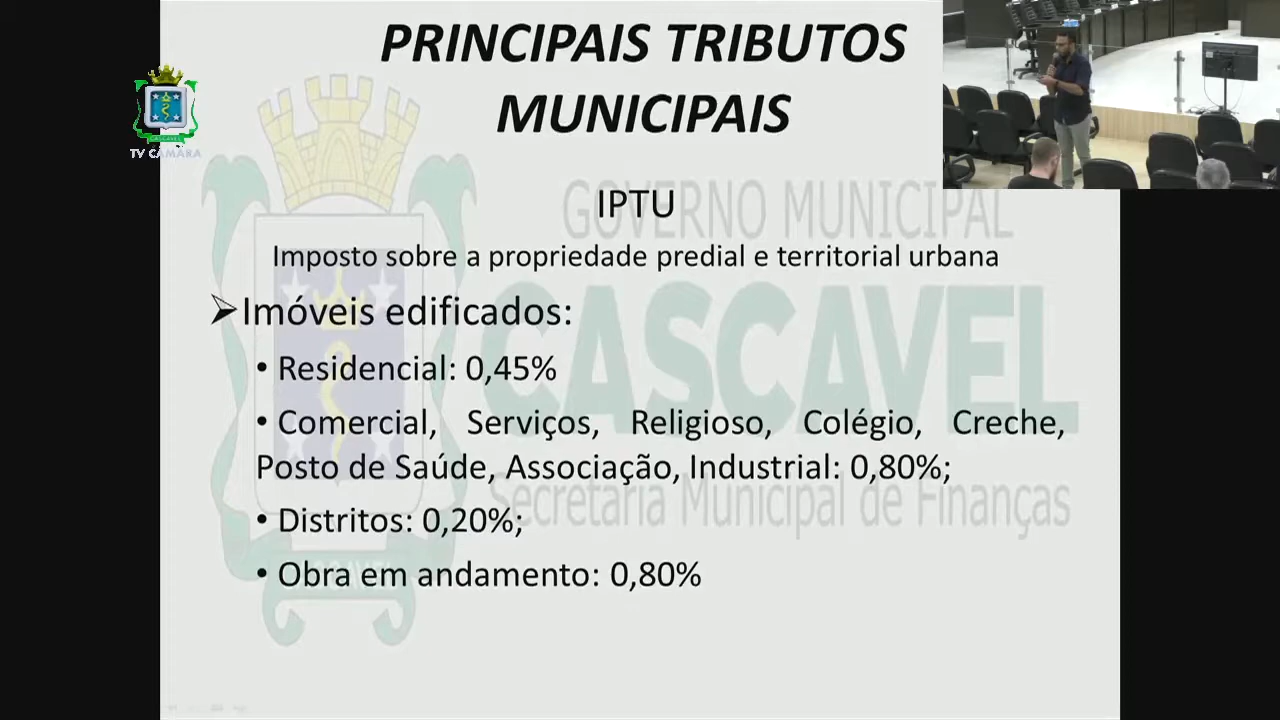 PRINCIPAIS TRIBUTOS
MUNICIPAIS
TV CÂMARA
GOVERNO MUNICIPAL
CASCAVEL
Secretaria Municipal de Finanças
IPTU
Imposto sobre a propriedade predial e territorial urbana
➢Imóveis edificados:
• Residencial: 0,45%
• Comercial, Serviços, Religioso, Colégio, Creche,
Posto de Saúde, Associação, Industrial: 0,80%;
• Distritos: 0,20%;
• Obra em andamento: 0,80%